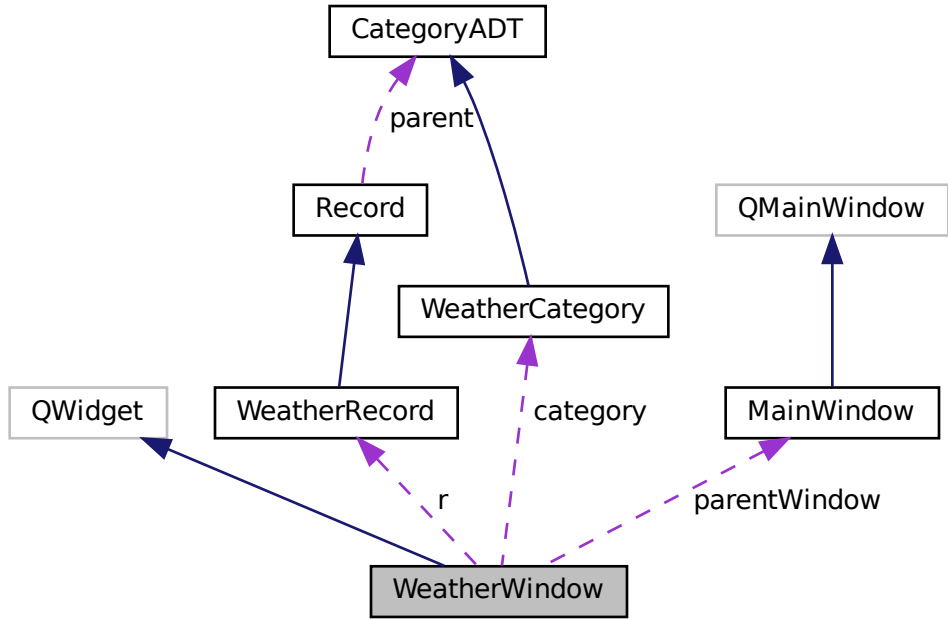 CategoryADT
parent
Record
QMainWindow
WeatherCategory
QWidget
WeatherRecord
category
MainWindow
r
parentWindow
WeatherWindow